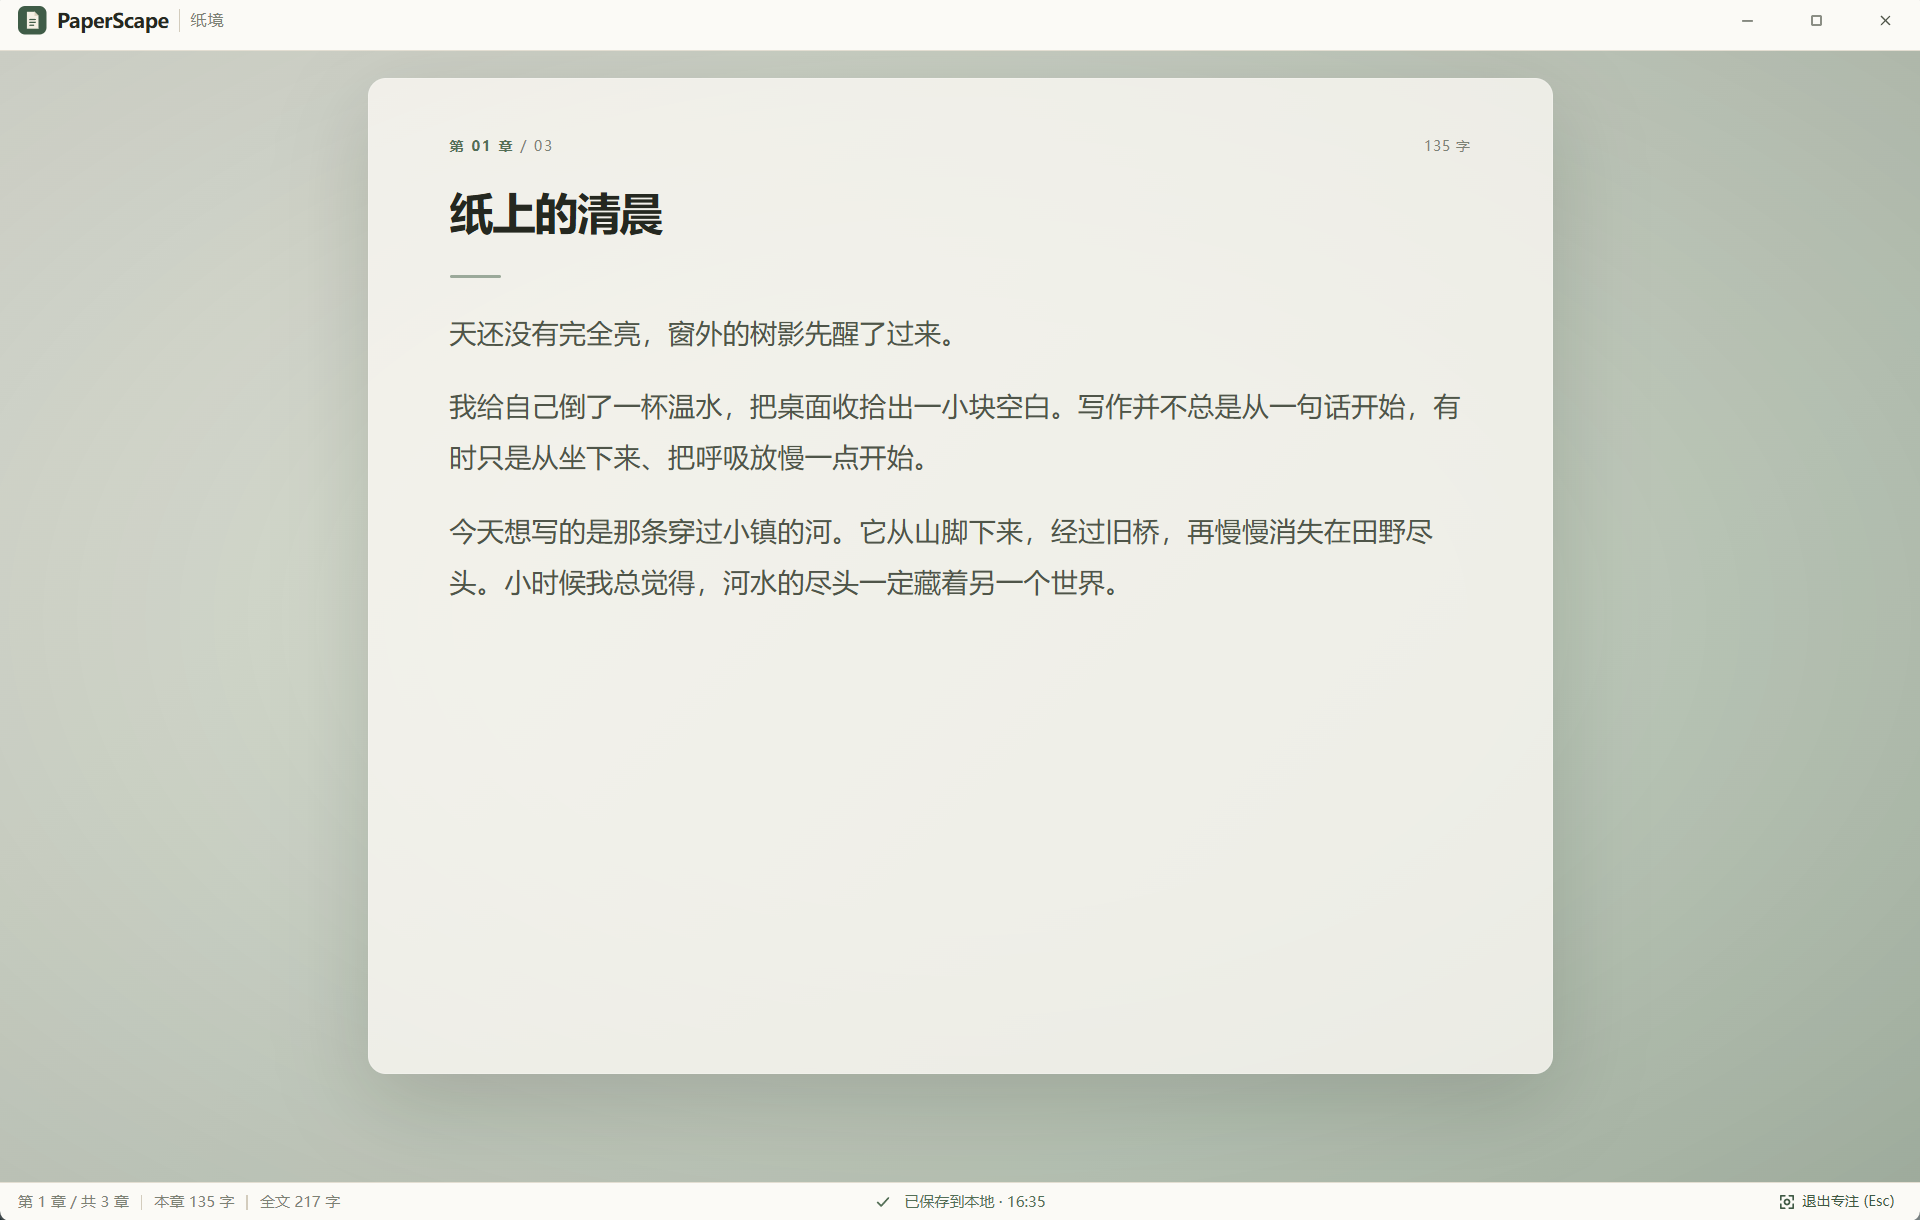 PaperScape 纸境
第 01 章 / 03
135 字
纸上的清晨
天还没有完全亮，窗外的树影先醒了过来。
我给自己倒了一杯温水，把桌面收拾出一小块空白。写作并不总是从一句话开始，有
时只是从坐下来、把呼吸放慢一点开始。
今天想写的是那条穿过小镇的河。它从山脚下来，经过旧桥，再慢慢消失在田野尽
头。小时候我总觉得，河水的尽头一定藏着另一个世界。
第 1 章 / 共 3 章 | 本章 135 字 | 全文 217 字
已保存到本地 · 16:35
退出专注 (Esc)